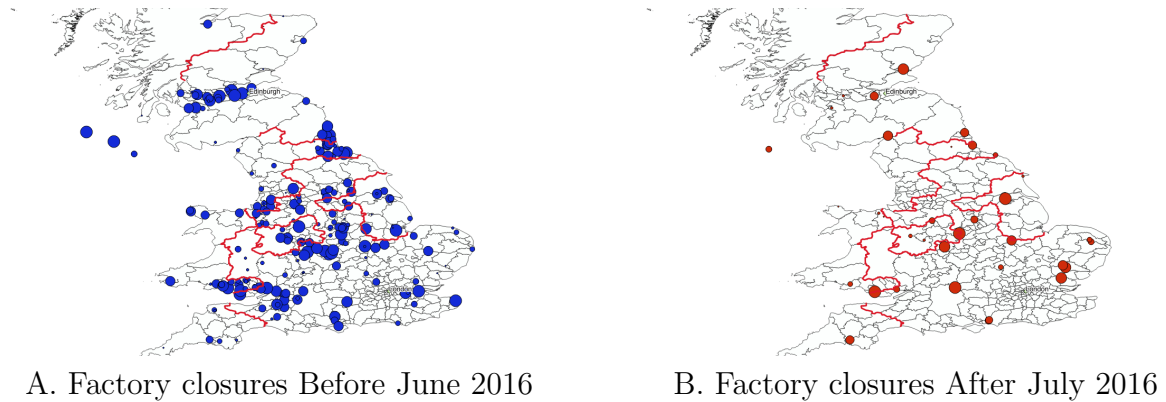 Edinburgh
London
Edinburgh
London
A. Factory closures Before June 2016
B. Factory closures After July 2016